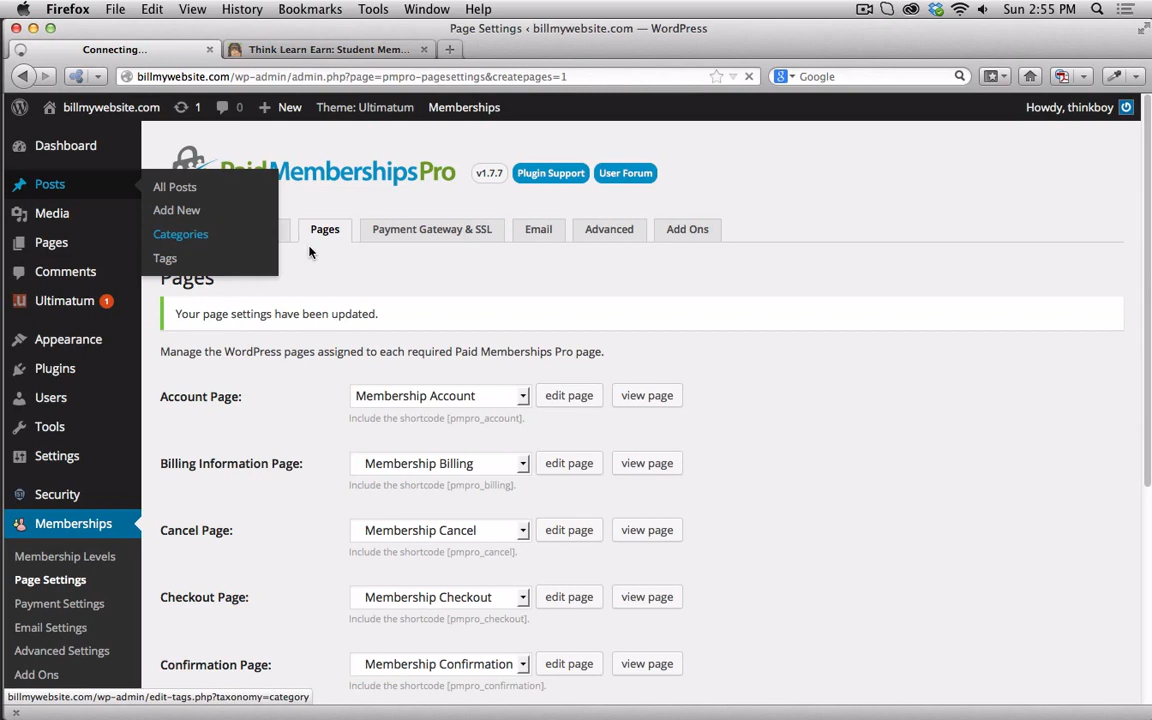 Firefox File Edit View History Bookmarks Tools Window Help Sun 2:55 PM
Page Settings ‹ billmywebsite.com — WordPress
Connecting... × Think Learn Earn: Student Mem... ×
billmywebsite.com/wp-admin/admin.php?page=pmpro-pagesettings&createpages=1 Google
billmywebsite.com 1 0 New Theme: Ultimatum Memberships Howdy, thinkboy
Dashboard
Posts
Media
Pages
Comments
Ultimatum 1
Appearance
Plugins
Users
Tools
Settings
Security
Memberships
Membership Levels
Page Settings
Payment Settings
Email Settings
Advanced Settings
Add Ons
All Posts
Add New
Categories
Tags
PaidMembershipsPro v1.7.7 Plugin Support User Forum
Pages Payment Gateway & SSL Email Advanced Add Ons
Pages
Your page settings have been updated.
Manage the WordPress pages assigned to each required Paid Memberships Pro page.
Account Page: Membership Account edit page view page
Include the shortcode [pmpro_account].
Billing Information Page: Membership Billing edit page view page
Include the shortcode [pmpro_billing].
Cancel Page: Membership Cancel edit page view page
Include the shortcode [pmpro_cancel].
Checkout Page: Membership Checkout edit page view page
Include the shortcode [pmpro_checkout].
Confirmation Page: Membership Confirmation edit page view page
Include the shortcode [pmpro_confirmation].
billmywebsite.com/wp-admin/edit-tags.php?taxonomy=category